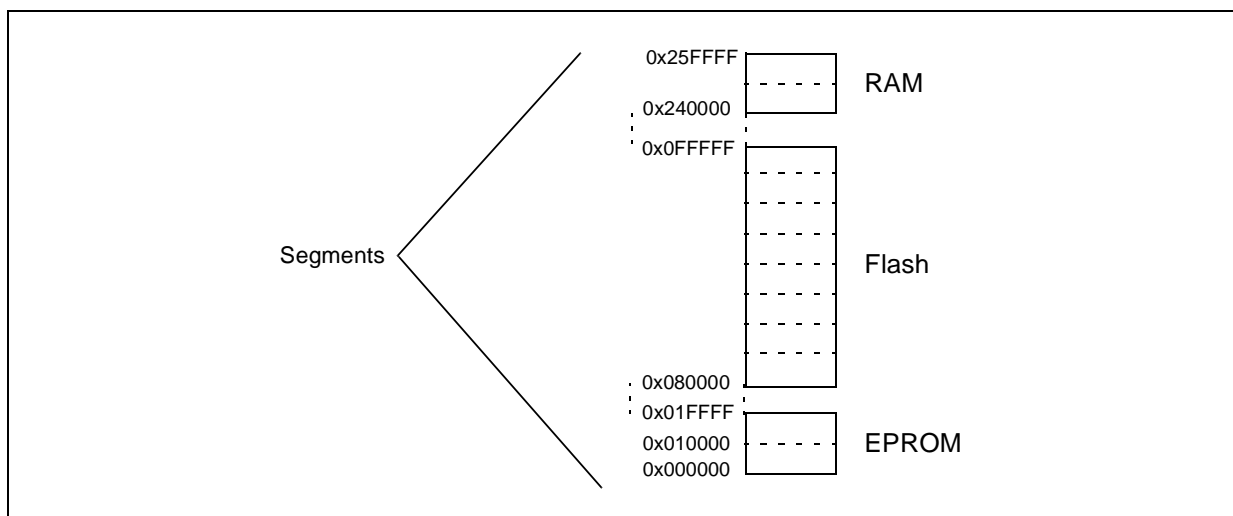 0x25FFFF
RAM
0x240000
0x0FFFFF
Segments
Flash
0x080000
0x01FFFF
0x010000
EPROM
0x000000